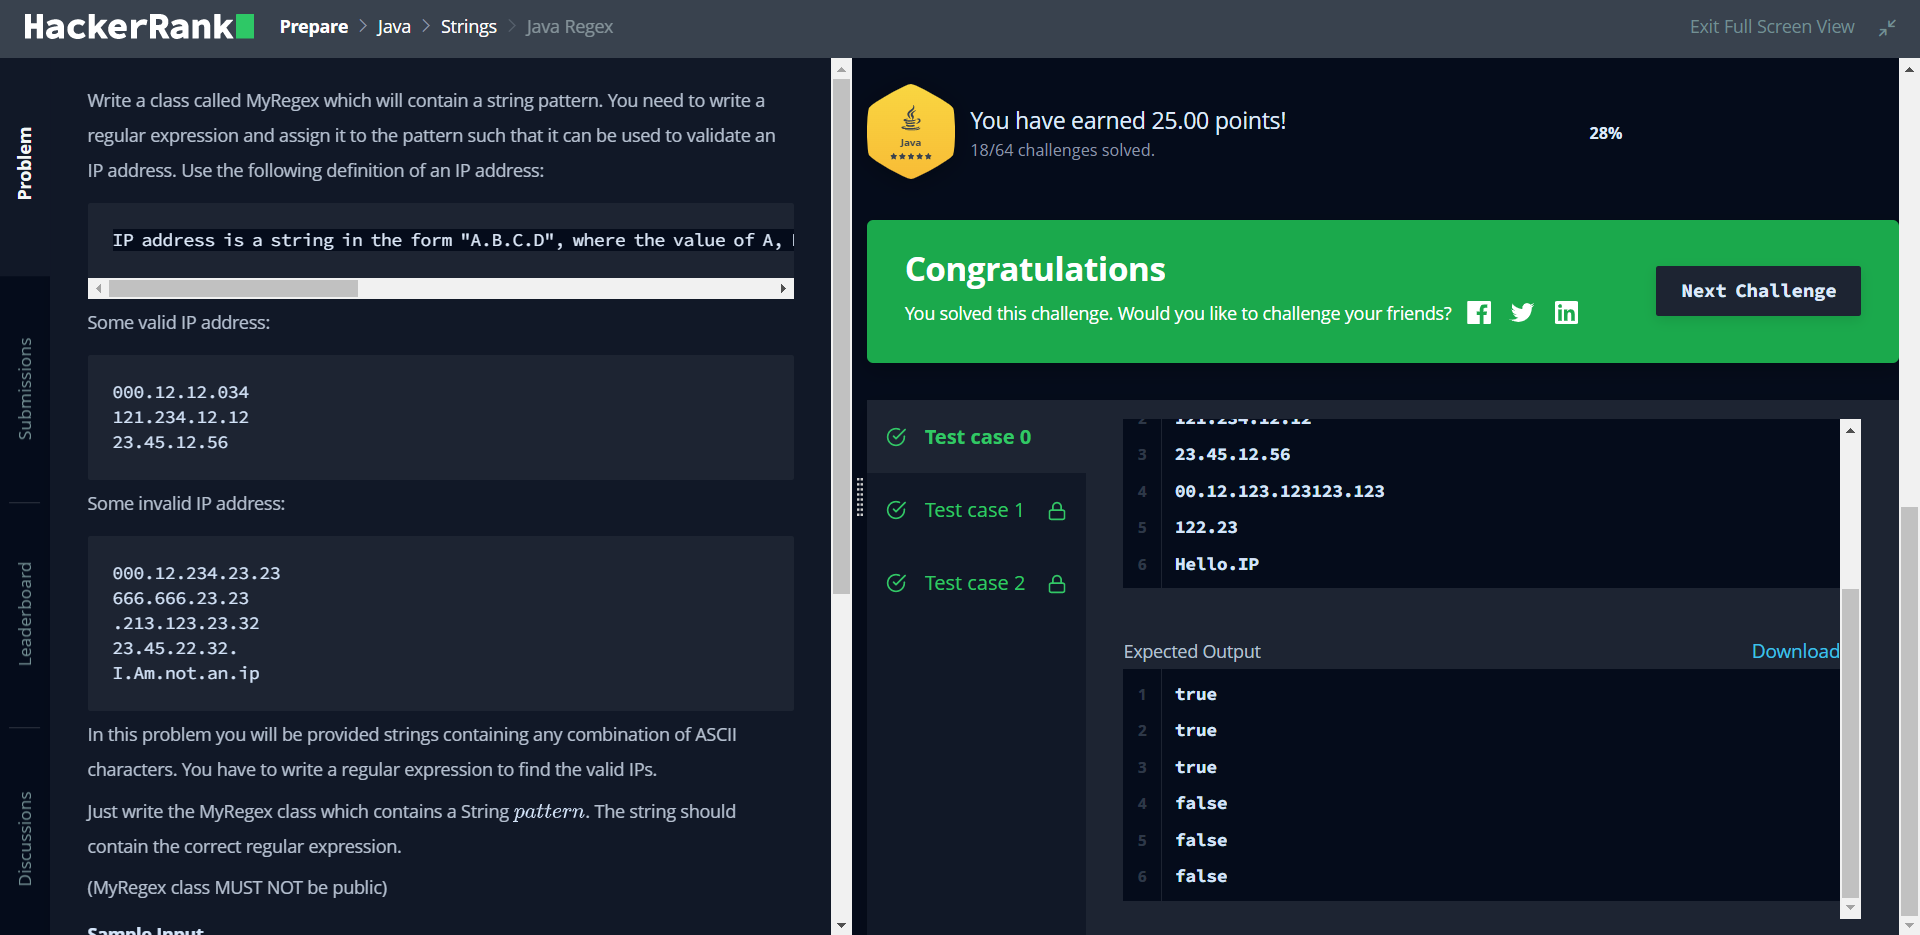 HackerRank Prepare > Java > Strings > Java Regex Exit Full Screen View
Problem
Submissions
Leaderboard
Discussions
Write a class called MyRegex which will contain a string pattern. You need to write a
regular expression and assign it to the pattern such that it can be used to validate an
IP address. Use the following definition of an IP address:
IP address is a string in the form "A.B.C.D", where the value of A,
Some valid IP address:
000.12.12.034
121.234.12.12
23.45.12.56
Some invalid IP address:
000.12.234.23.23
666.666.23.23
.213.123.23.32
23.45.22.32.
I.Am.not.an.ip
In this problem you will be provided strings containing any combination of ASCII
characters. You have to write a regular expression to find the valid IPs.
Just write the MyRegex class which contains a String pattern. The string should
contain the correct regular expression.
(MyRegex class MUST NOT be public)
Sample Input
Java
You have earned 25.00 points!
18/64 challenges solved.
28%
Congratulations
You solved this challenge. Would you like to challenge your friends?
Next Challenge
Test case 0
Test case 1
Test case 2
2 121.234.12.12
3 23.45.12.56
4 00.12.123.123123.123
5 122.23
6 Hello.IP
Expected Output Download
1 true
2 true
3 true
4 false
5 false
6 false